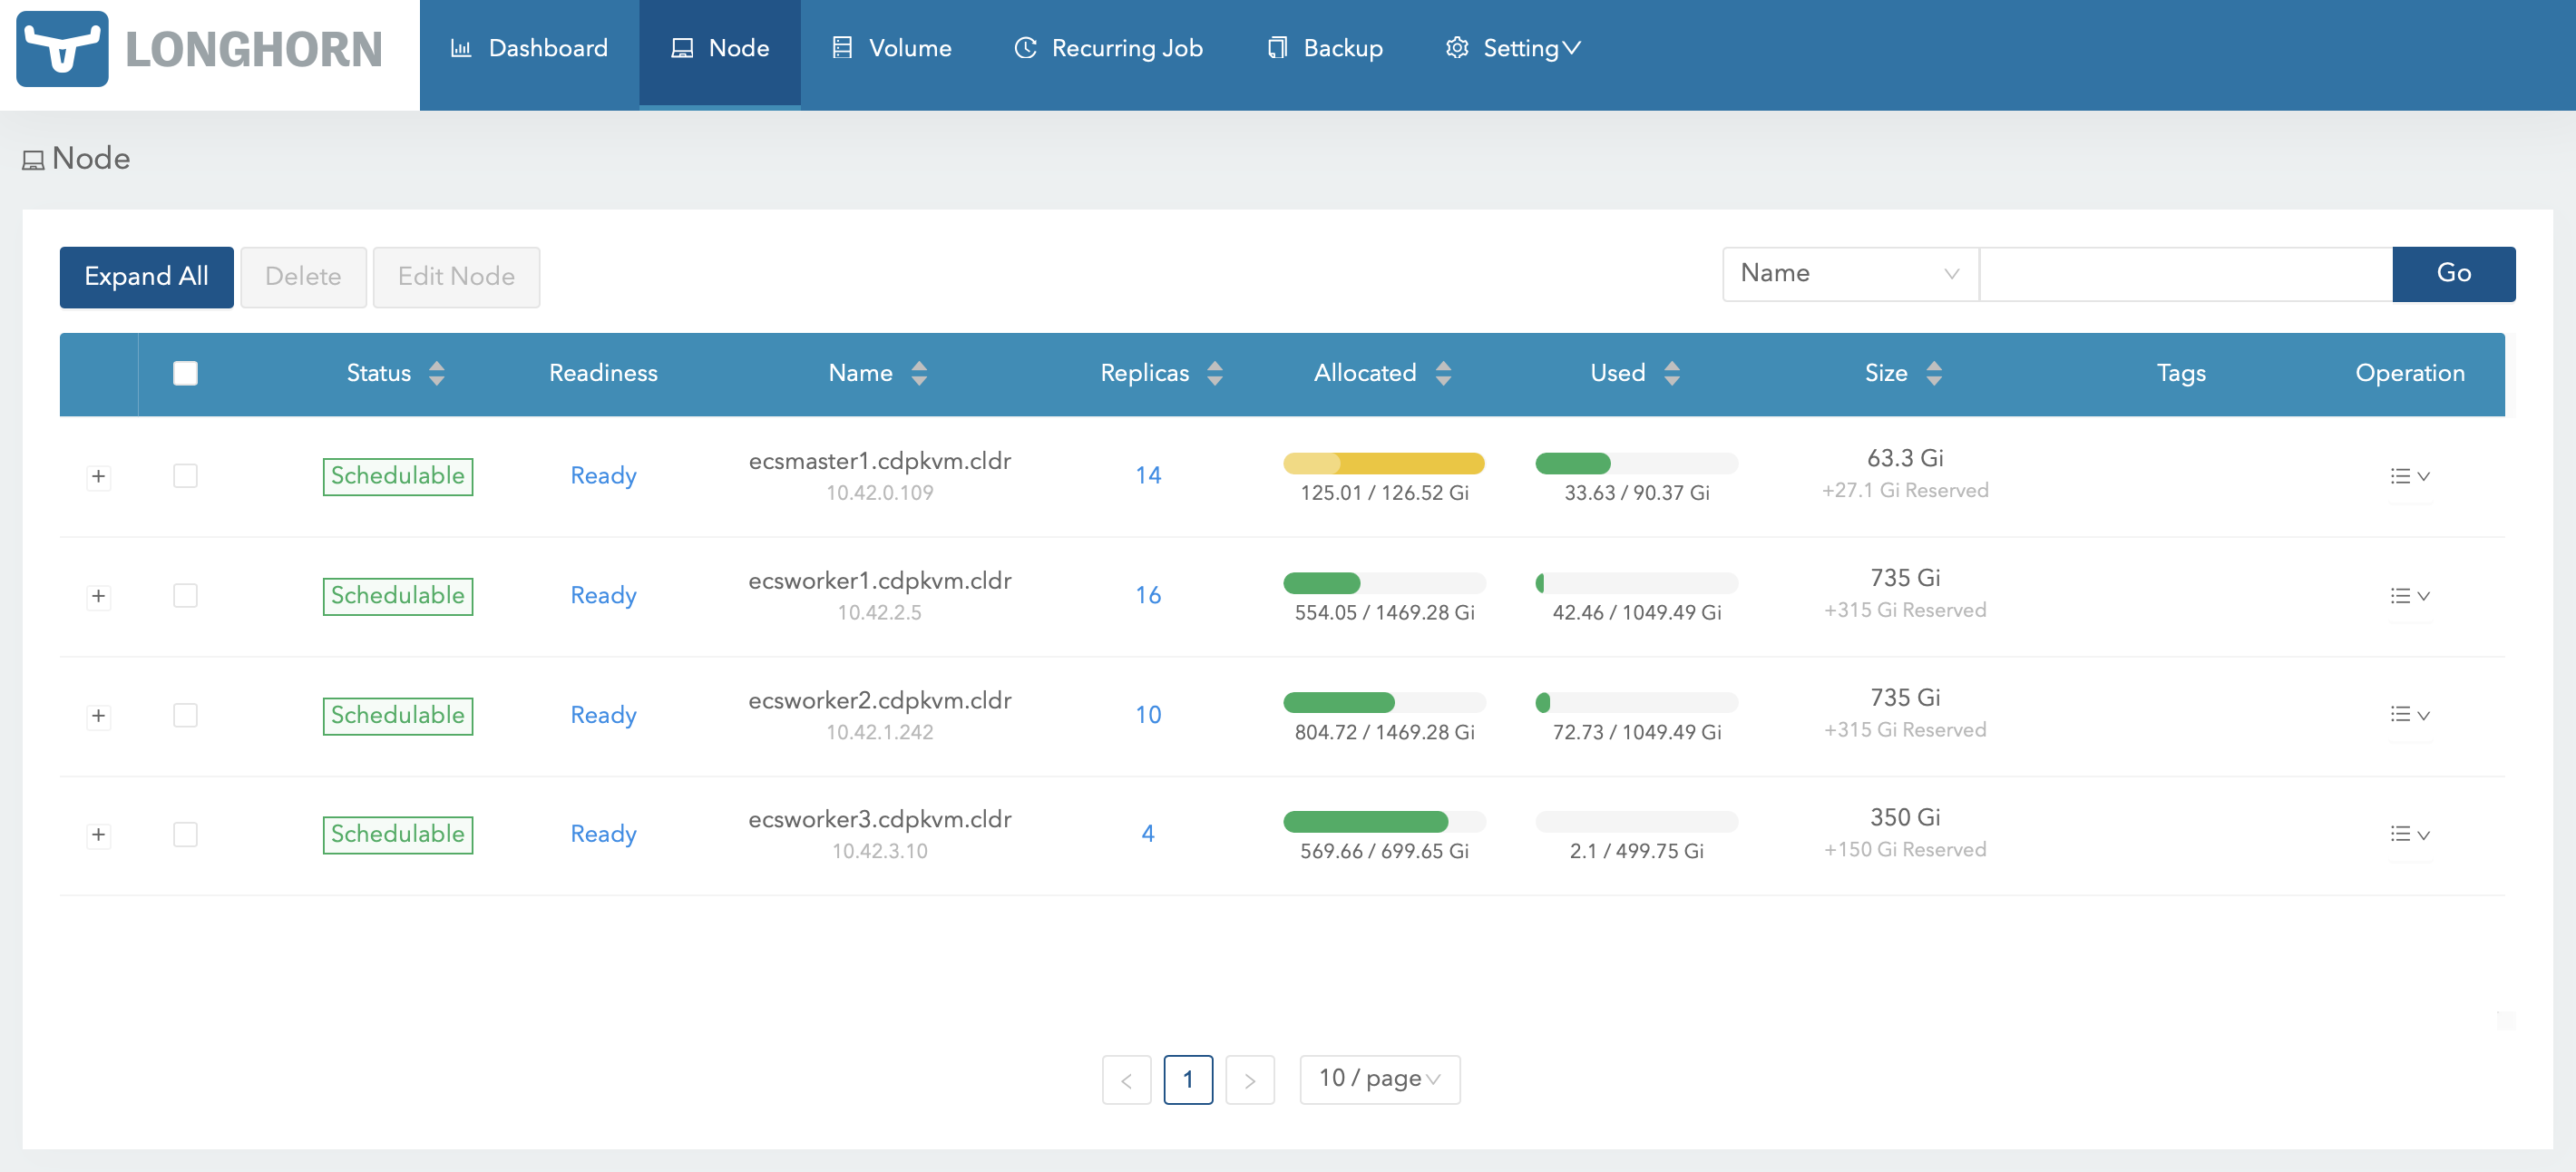 LONGHORN
Dashboard
Node
Volume
Recurring Job
Backup
Setting
Node
Expand All
Delete
Edit Node
Name
Go
Status
Readiness
Name
Replicas
Allocated
Used
Size
Tags
Operation
Schedulable
Ready
ecsmaster1.cdpkvm.cldr
10.42.0.109
14
125.01 / 126.52 Gi
33.63 / 90.37 Gi
63.3 Gi
+27.1 Gi Reserved
Schedulable
Ready
ecsworker1.cdpkvm.cldr
10.42.2.5
16
554.05 / 1469.28 Gi
42.46 / 1049.49 Gi
735 Gi
+315 Gi Reserved
Schedulable
Ready
ecsworker2.cdpkvm.cldr
10.42.1.242
10
804.72 / 1469.28 Gi
72.73 / 1049.49 Gi
735 Gi
+315 Gi Reserved
Schedulable
Ready
ecsworker3.cdpkvm.cldr
10.42.3.10
4
569.66 / 699.65 Gi
2.1 / 499.75 Gi
350 Gi
+150 Gi Reserved
1
10 / page